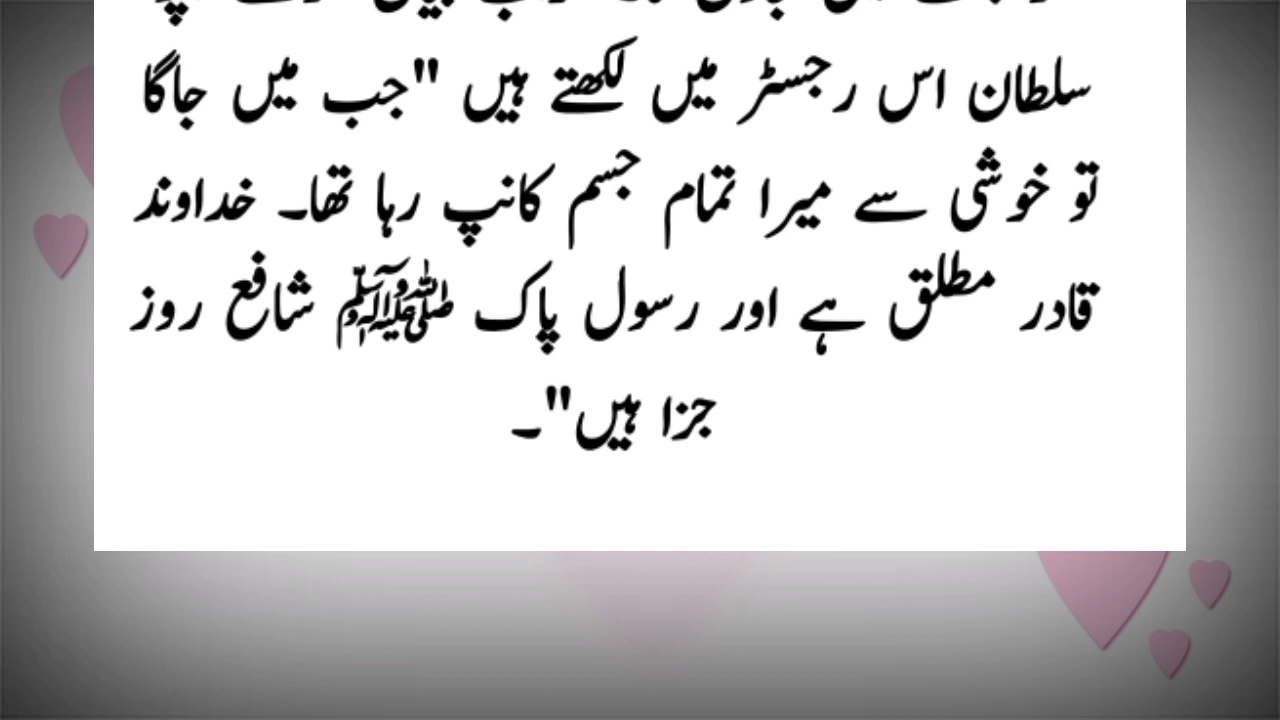 سلطان اس رجسٹر میں لکھتے ہیں "جب میں جاگا
تو خوشی سے میرا تمام جسم کانپ رہا تھا۔ خداوند
قادر مطلق ہے اور رسول پاک ﷺ شافع روز
جزا ہیں"۔